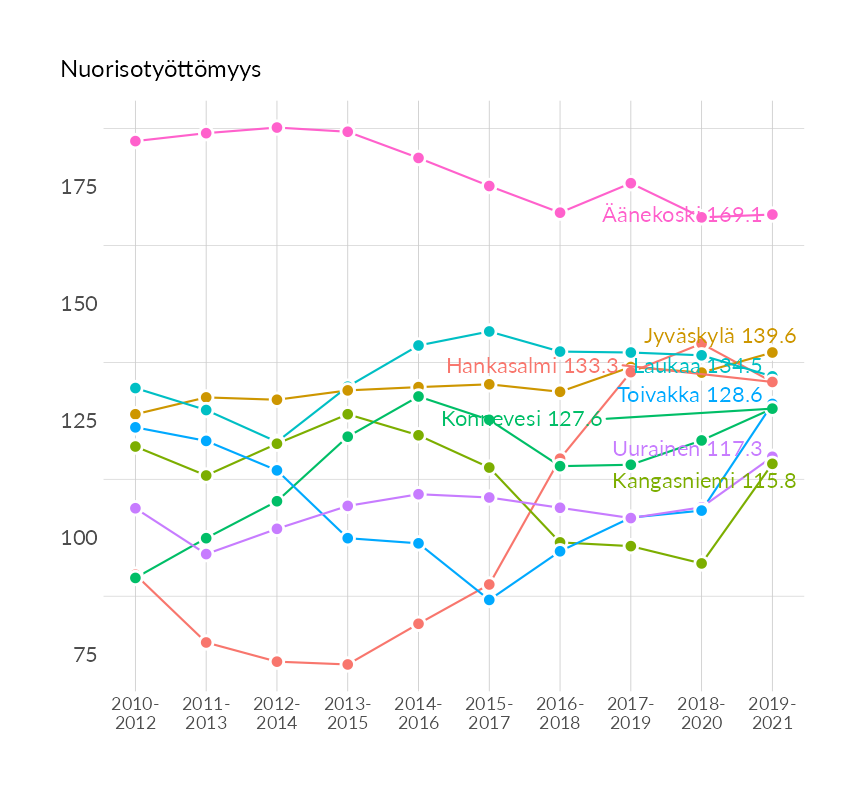 Nuorisotyöttömyys
175
150
125
100
75
Äänekoski 169.1
Jyväskylä 139.6
Hankasalmi 133.3
Laukaa 134.5
Toivakka 128.6
Konnevesi 127.6
Uurainen 117.3
Kangasniemi 115.8
2010-
2012
2011-
2013
2012-
2014
2013-
2015
2014-
2016
2015-
2017
2016-
2018
2017-
2019
2018-
2020
2019-
2021